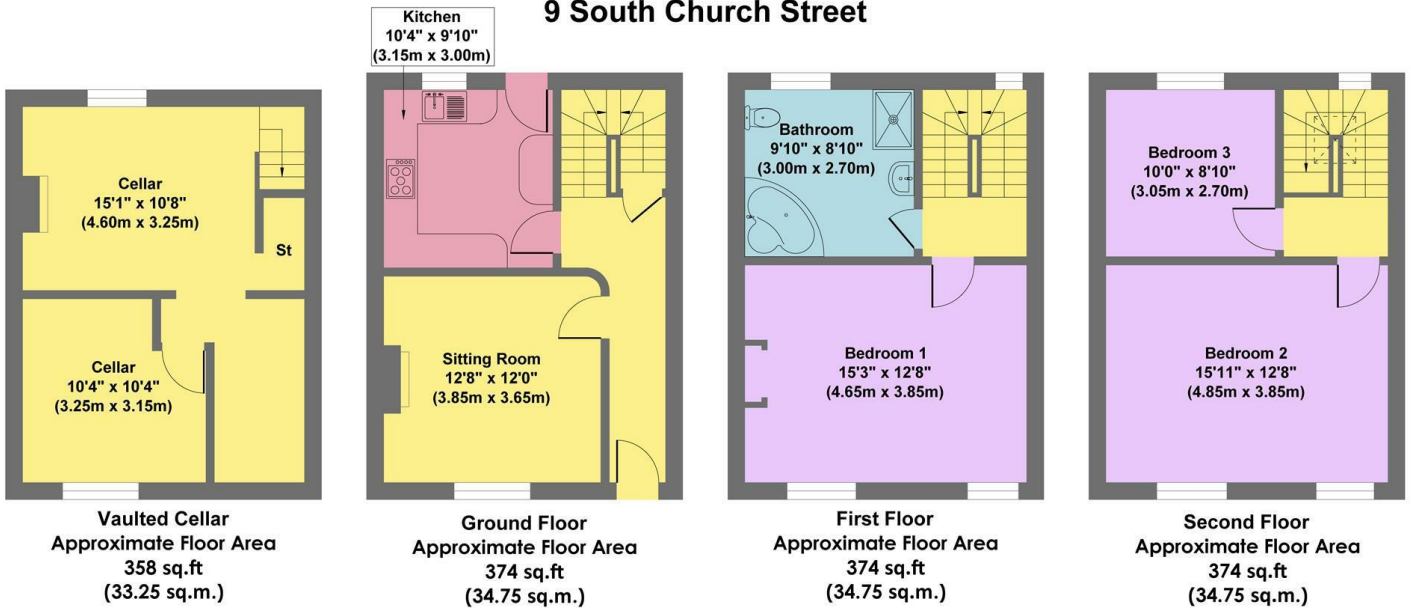 9 South Church Street
Kitchen
10'4" x 9'10"
(3.15m x 3.00m)
Cellar
15'1" x 10'8"
(4.60m x 3.25m)
St
Cellar
10'4" x 10'4"
(3.25m x 3.15m)
Vaulted Cellar
Approximate Floor Area
358 sq.ft
(33.25 sq.m.)
Sitting Room
12'8" x 12'0"
(3.85m x 3.65m)
Ground Floor
Approximate Floor Area
374 sq.ft
(34.75 sq.m.)
Bathroom
9'10" x 8'10"
(3.00m x 2.70m)
Bedroom 1
15'3" x 12'8"
(4.65m x 3.85m)
First Floor
Approximate Floor Area
374 sq.ft
(34.75 sq.m.)
Bedroom 3
10'0" x 8'10"
(3.05m x 2.70m)
Bedroom 2
15'11" x 12'8"
(4.85m x 3.85m)
Second Floor
Approximate Floor Area
374 sq.ft
(34.75 sq.m.)